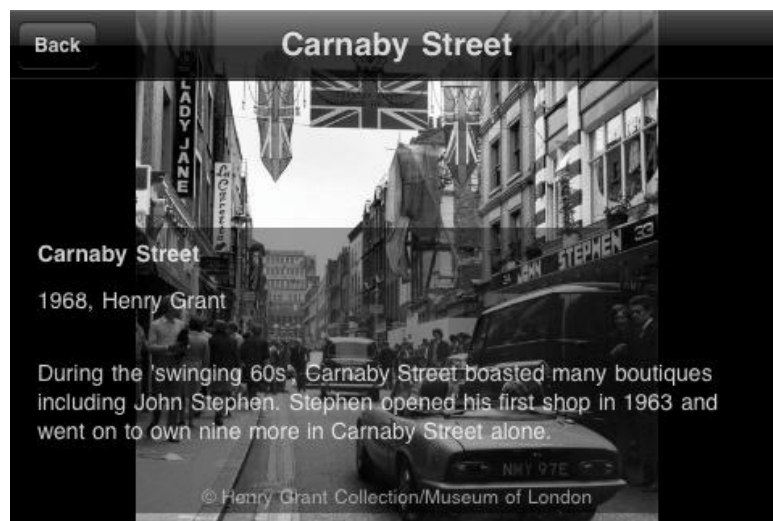 Back
Carnaby Street
LADY JANE
JOHN STEPHEN 33
Carnaby Street
1968, Henry Grant
During the 'swinging 60s', Carnaby Street boasted many boutiques
including John Stephen. Stephen opened his first shop in 1963 and
went on to own nine more in Carnaby Street alone.
NMY 97E
© Henry Grant Collection/Museum of London